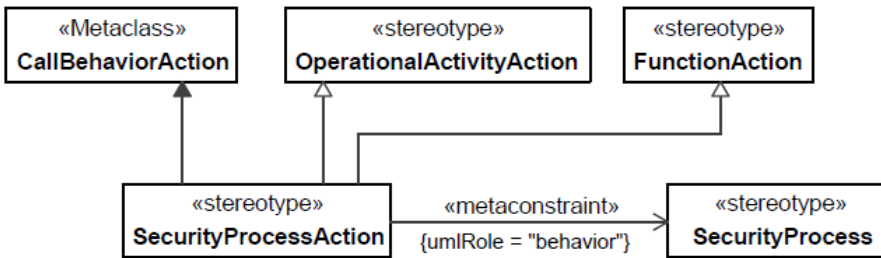 «Metaclass»
CallBehaviorAction
«stereotype»
OperationalActivityAction
«stereotype»
FunctionAction
«stereotype»
SecurityProcessAction
«metaconstraint»
{umlRole = "behavior"}
«stereotype»
SecurityProcess